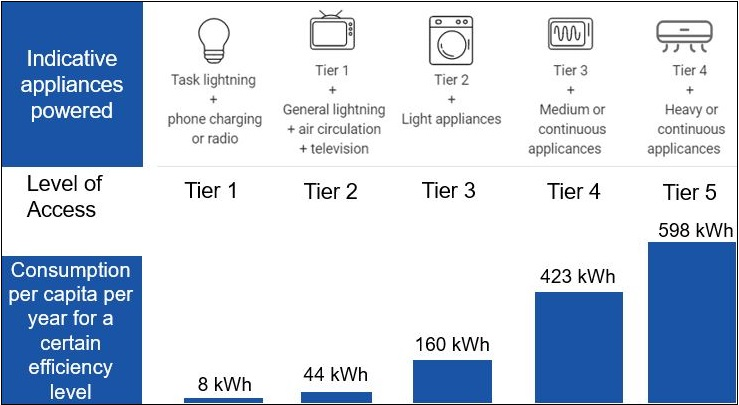 Indicative
appliances
powered
Task lightning
+
phone charging
or radio
Tier 1
+
General lightning
+ air circulation
+ television
Tier 2
+
Light appliances
Tier 3
+
Medium or
continuous
applicances
Tier 4
+
Heavy or
continuous
applicances
Level of
Access
Tier 1
Tier 2
Tier 3
Tier 4
Tier 5
Consumption
per capita per
year for a
certain
efficiency
level
8 kWh
44 kWh
160 kWh
423 kWh
598 kWh